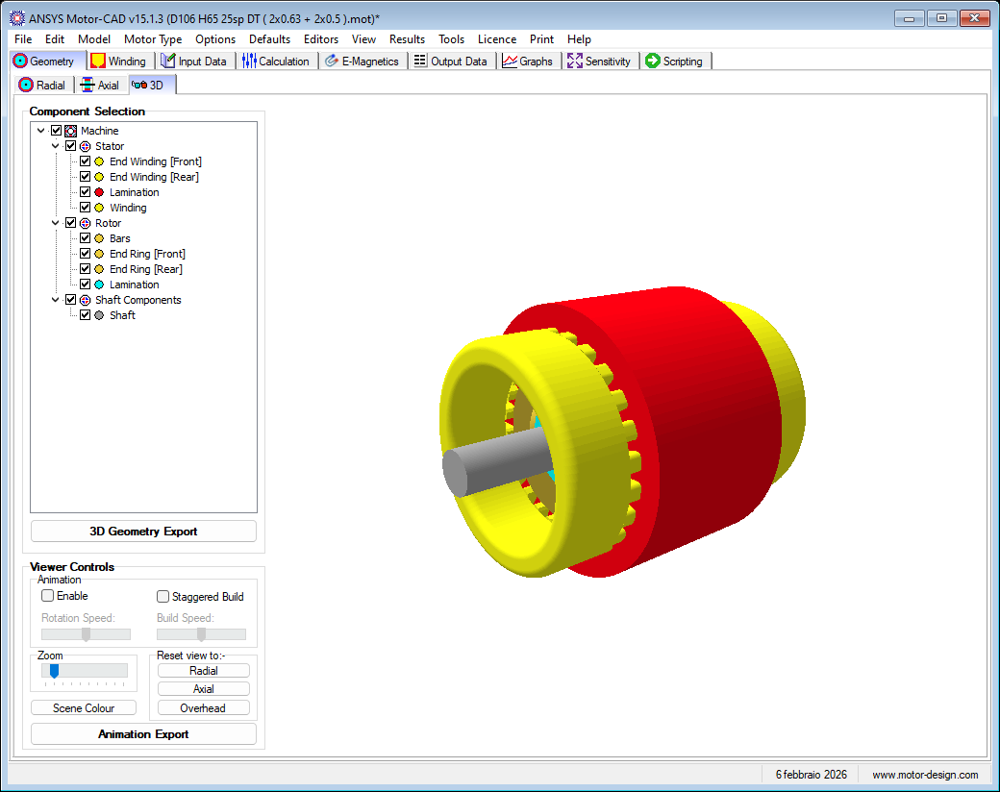 ANSYS Motor-CAD v15.1.3 (D106 H65 25sp DT ( 2x0.63 + 2x0.5 ).mot)*
File Edit Model Motor Type Options Defaults Editors View Results Tools Licence Print Help
Geometry Winding Input Data Calculation E-Magnetics Output Data Graphs Sensitivity Scripting
Radial Axial 3D
Component Selection
Machine
Stator
End Winding [Front]
End Winding [Rear]
Lamination
Winding
Rotor
Bars
End Ring [Front]
End Ring [Rear]
Lamination
Shaft Components
Shaft
3D Geometry Export
Viewer Controls
Animation
Enable Staggered Build
Rotation Speed: Build Speed:
Zoom Reset view to:-
Radial
Axial
Scene Colour Overhead
Animation Export
6 febbraio 2026 www.motor-design.com